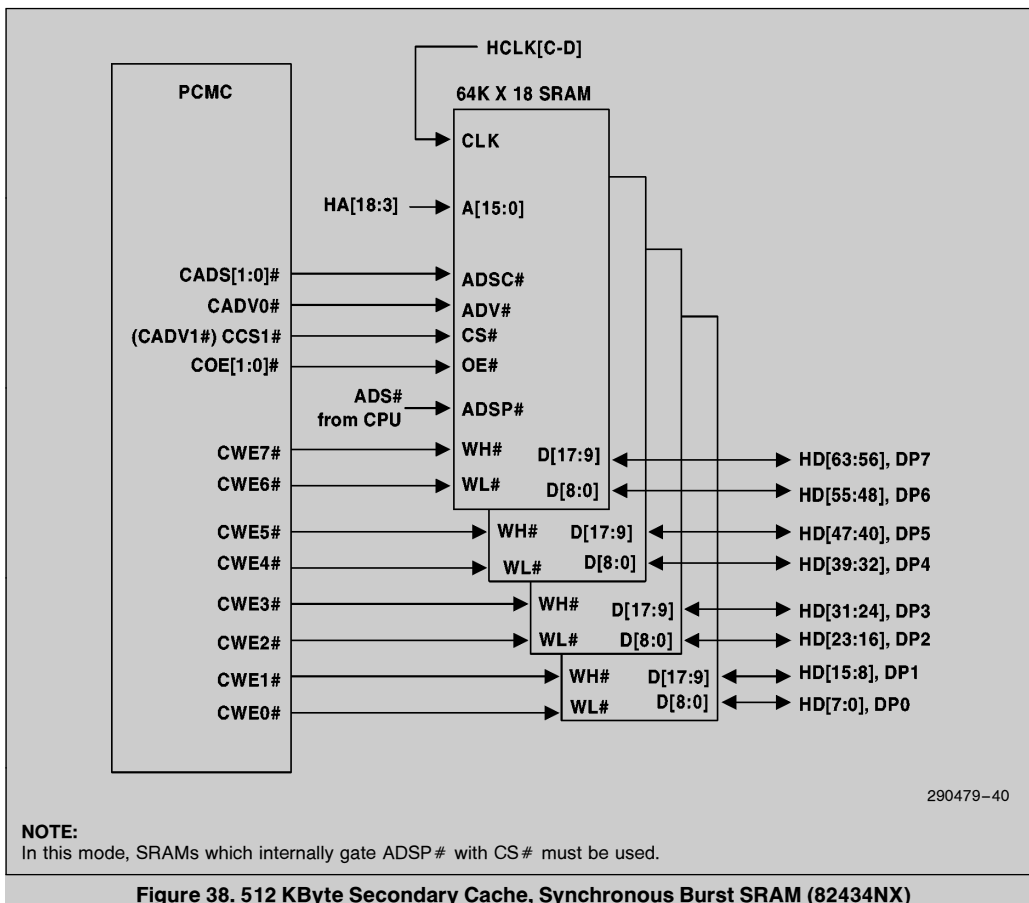 HCLK[C-D]
PCMC
64K X 18 SRAM
CLK
HA[18:3]
A[15:0]
CADS[1:0]#
ADSC#
CADV0#
ADV#
(CADV1#) CCS1#
CS#
COE[1:0]#
OE#
ADS#
from CPU
ADSP#
CWE7#
WH#
D[17:9]
HD[63:56], DP7
CWE6#
WL#
D[8:0]
HD[55:48], DP6
CWE5#
WH#
D[17:9]
HD[47:40], DP5
CWE4#
WL#
D[8:0]
HD[39:32], DP4
CWE3#
WH#
D[17:9]
HD[31:24], DP3
CWE2#
WL#
D[8:0]
HD[23:16], DP2
CWE1#
WH#
D[17:9]
HD[15:8], DP1
CWE0#
WL#
D[8:0]
HD[7:0], DP0
290479–40
NOTE:
In this mode, SRAMs which internally gate ADSP# with CS# must be used.
Figure 38. 512 KByte Secondary Cache, Synchronous Burst SRAM (82434NX)